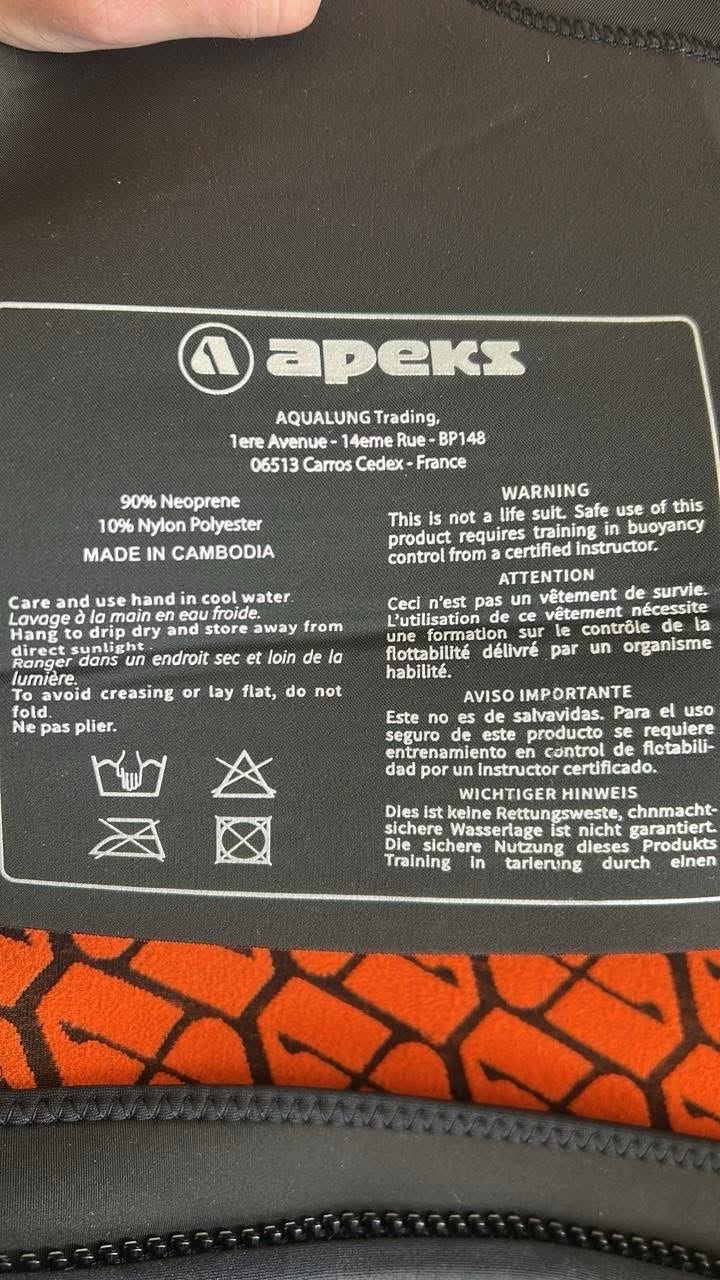 apeks
AQUALUNG Trading,
1ere Avenue - 14eme Rue - BP148
06513 Carros Cedex - France
90% Neoprene
10% Nylon Polyester
MADE IN CAMBODIA
Care and use hand in cool water.
Lavage à la main en eau froide.
Hang to drip dry and store away from
direct sunlight.
Ranger dans un endroit sec et loin de la
lumière.
To avoid creasing or lay flat, do not
fold.
Ne pas plier.
WARNING
This is not a life suit. Safe use of this
product requires training in buoyancy
control from a certified instructor.
ATTENTION
Ceci n'est pas un vêtement de survie.
L'utilisation de ce vêtement nécessite
une formation sur le contrôle de la
flottabilité délivré par un organisme
habilité.
AVISO IMPORTANTE
Este no es de salvavidas. Para el uso
seguro de este producto se requiere
entrenamiento en control de flotabili-
dad por un instructor certificado.
WICHTIGER HINWEIS
Dies ist keine Rettungsweste, chnmacht-
sichere Wasserlage ist nicht garantiert.
Die sichere Nutzung dieses Produkts
Training in tarierung durch einen